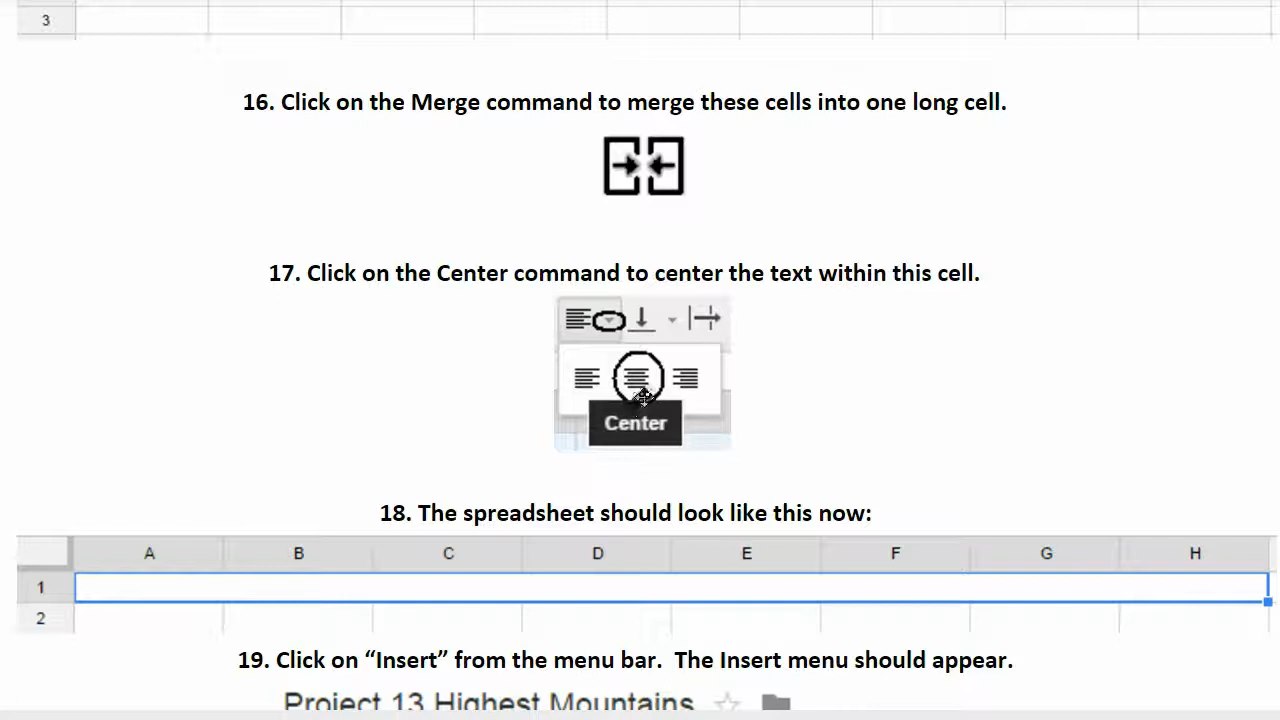 3
16. Click on the Merge command to merge these cells into one long cell.
17. Click on the Center command to center the text within this cell.
Center
18. The spreadsheet should look like this now:
A B C D E F G H
1
2
19. Click on “Insert” from the menu bar.  The Insert menu should appear.
Project 13 Highest Mountains